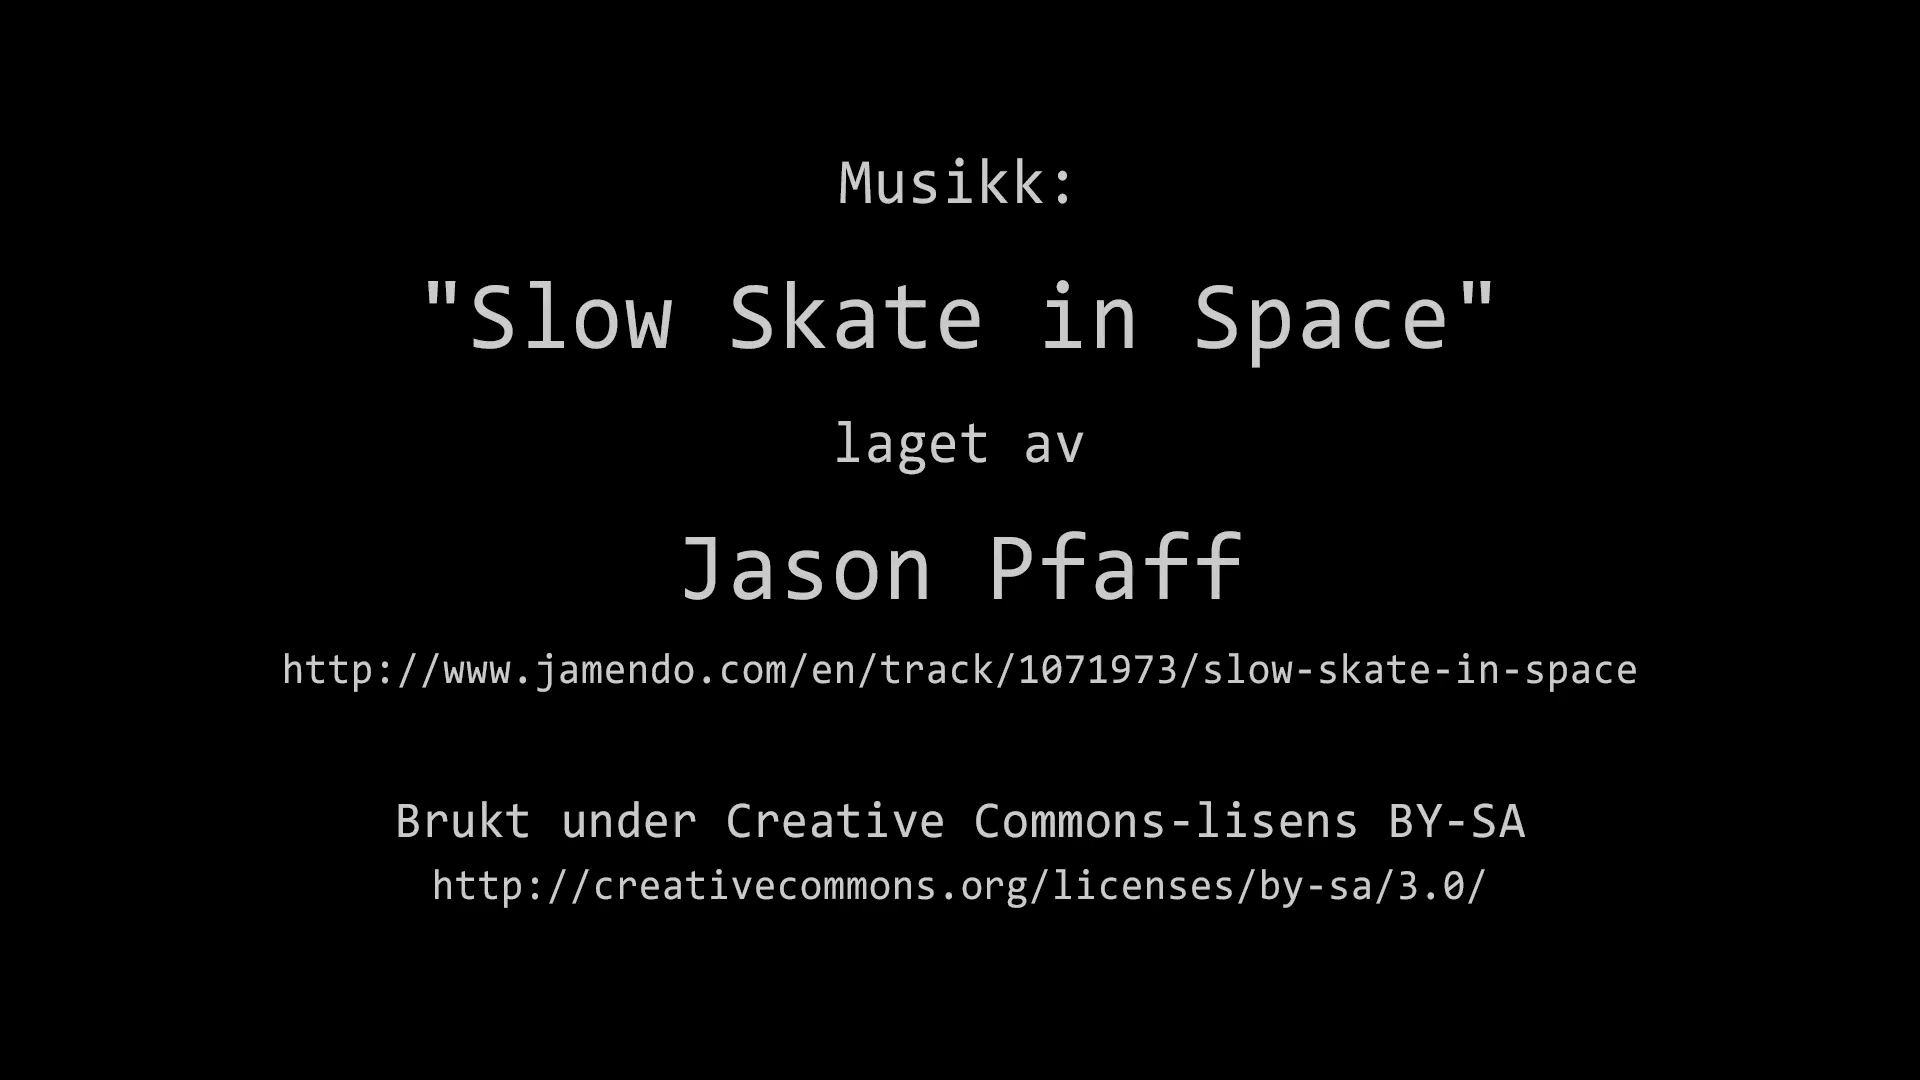 Musikk:
"Slow Skate in Space"
laget av
Jason Pfaff
http://www.jamendo.com/en/track/1071973/slow-skate-in-space
Brukt under Creative Commons-lisens BY-SA
http://creativecommons.org/licenses/by-sa/3.0/